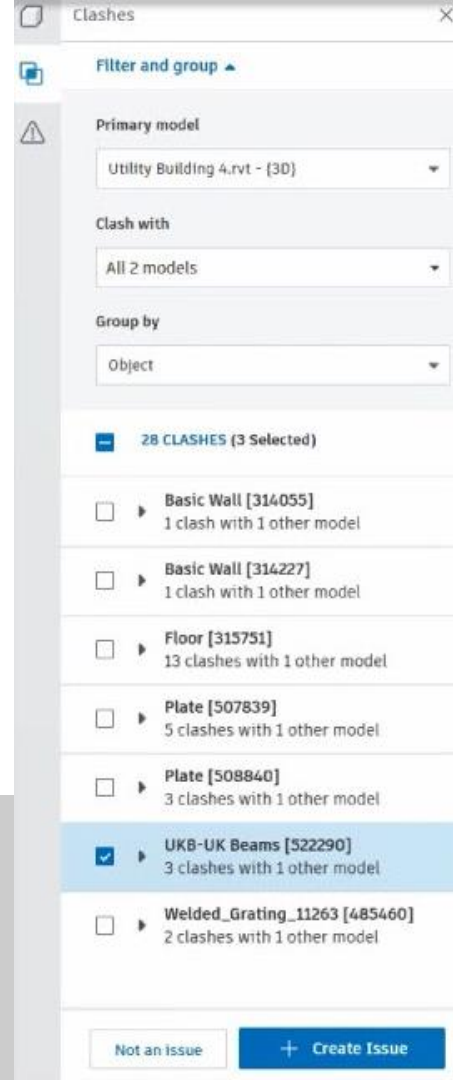 Clashes
Filter and group
Primary model
Utility Building 4.rvt - {3D}
Clash with
All 2 models
Group by
Object
28 CLASHES (3 Selected)
Basic Wall [314055]
1 clash with 1 other model
Basic Wall [314227]
1 clash with 1 other model
Floor [315751]
13 clashes with 1 other model
Plate [507839]
5 clashes with 1 other model
Plate [508840]
3 clashes with 1 other model
UKB-UK Beams [522290]
3 clashes with 1 other model
Welded_Grating_11263 [485460]
2 clashes with 1 other model
Not an issue
+ Create Issue